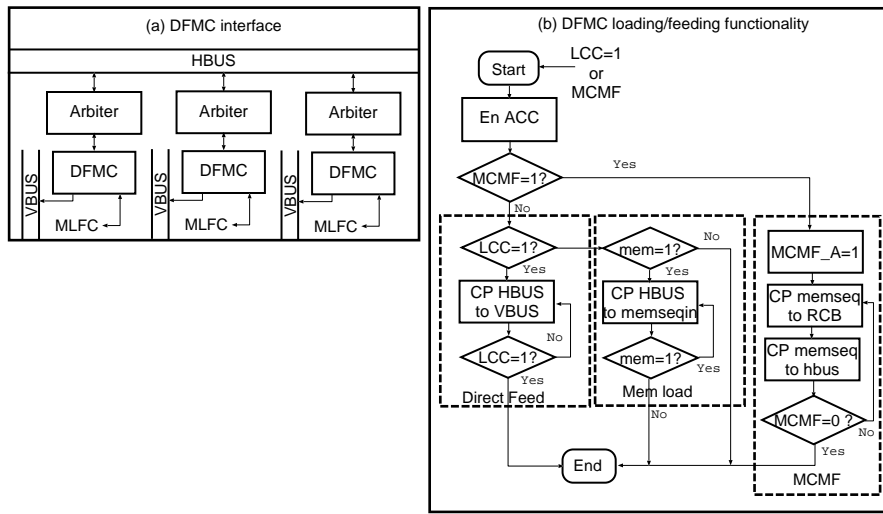 (a) DFMC interface
HBUS
Arbiter
Arbiter
Arbiter
DFMC
DFMC
DFMC
VBUS
VBUS
VBUS
MLFC
MLFC
MLFC
(b) DFMC loading/feeding functionality
Start
LCC=1
or
MCMF
En ACC
MCMF=1?
Yes
No
LCC=1?
Yes
CP HBUS
to VBUS
No
LCC=1?
Yes
Direct Feed
mem=1?
No
Yes
CP HBUS
to memseqin
mem=1?
Yes
Mem load
No
MCMF_A=1
CP memseq
to RCB
CP memseq
to hbus
MCMF=0 ?
No
Yes
MCMF
End